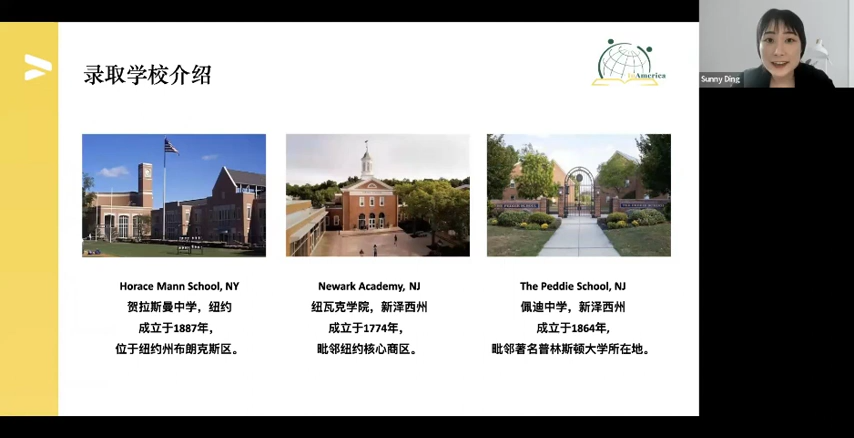 录取学校介绍
America
Sunny Ding
Horace Mann School, NY
贺拉斯曼中学，纽约
成立于1887年，
位于纽约州布朗克斯区。
Newark Academy, NJ
纽瓦克学院，新泽西州
成立于1774年，
毗邻纽约核心商区。
The Peddie School, NJ
佩迪中学，新泽西州
成立于1864年,
毗邻著名普林斯顿大学所在地。